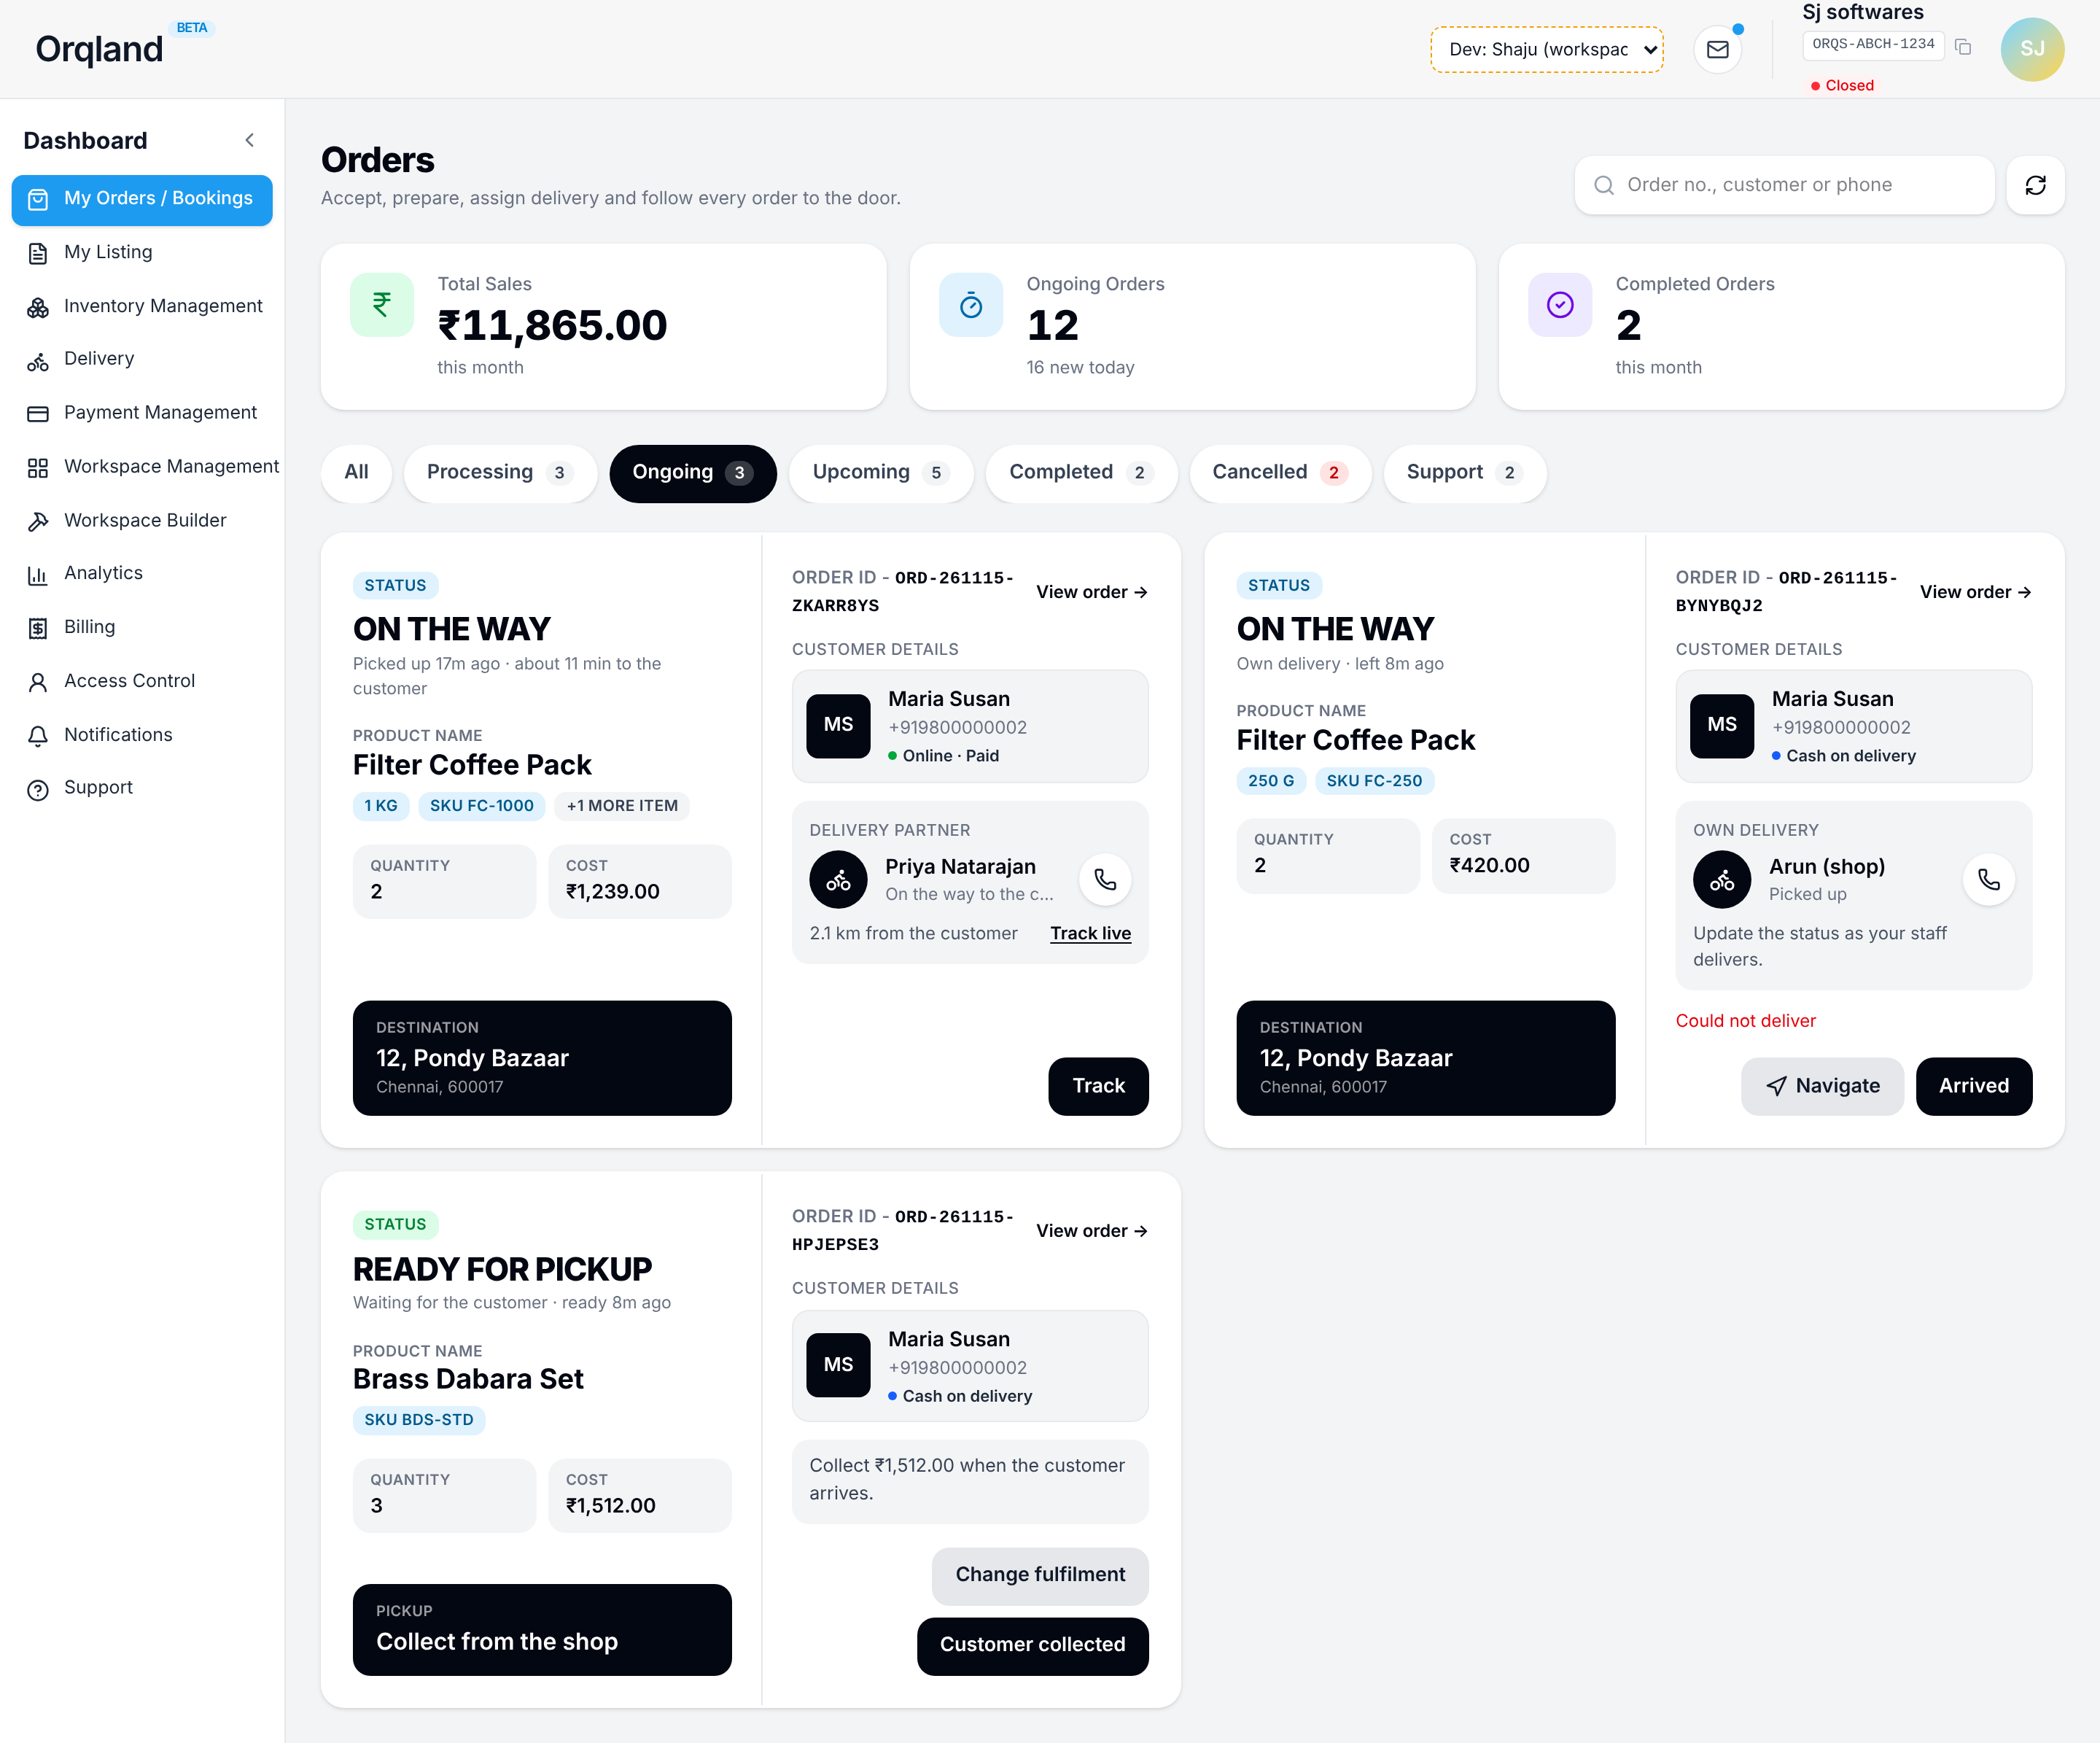 Orqland BETA
Dev: Shaju (workspac
Sj softwares
ORQS-ABCH-1234
Closed
SJ
Dashboard
My Orders / Bookings
My Listing
Inventory Management
Delivery
Payment Management
Workspace Management
Workspace Builder
Analytics
Billing
Access Control
Notifications
Support
Orders
Accept, prepare, assign delivery and follow every order to the door.
Order no., customer or phone
Total Sales
₹11,865.00
this month
Ongoing Orders
12
16 new today
Completed Orders
2
this month
All
Processing 3
Ongoing 3
Upcoming 5
Completed 2
Cancelled 2
Support 2
STATUS
ON THE WAY
Picked up 17m ago · about 11 min to the
customer
PRODUCT NAME
Filter Coffee Pack
1 KG SKU FC-1000 +1 MORE ITEM
QUANTITY
2
COST
₹1,239.00
DESTINATION
12, Pondy Bazaar
Chennai, 600017
ORDER ID - ORD-261115-
ZKARR8YS
View order →
CUSTOMER DETAILS
MS
Maria Susan
+919800000002
Online · Paid
DELIVERY PARTNER
Priya Natarajan
On the way to the c...
2.1 km from the customer
Track live
Track
STATUS
ON THE WAY
Own delivery · left 8m ago
PRODUCT NAME
Filter Coffee Pack
250 G SKU FC-250
QUANTITY
2
COST
₹420.00
DESTINATION
12, Pondy Bazaar
Chennai, 600017
ORDER ID - ORD-261115-
BYNYBQJ2
View order →
CUSTOMER DETAILS
MS
Maria Susan
+919800000002
Cash on delivery
OWN DELIVERY
Arun (shop)
Picked up
Update the status as your staff
delivers.
Could not deliver
Navigate
Arrived
STATUS
READY FOR PICKUP
Waiting for the customer · ready 8m ago
PRODUCT NAME
Brass Dabara Set
SKU BDS-STD
QUANTITY
3
COST
₹1,512.00
PICKUP
Collect from the shop
ORDER ID - ORD-261115-
HPJEPSE3
View order →
CUSTOMER DETAILS
MS
Maria Susan
+919800000002
Cash on delivery
Collect ₹1,512.00 when the customer
arrives.
Change fulfilment
Customer collected